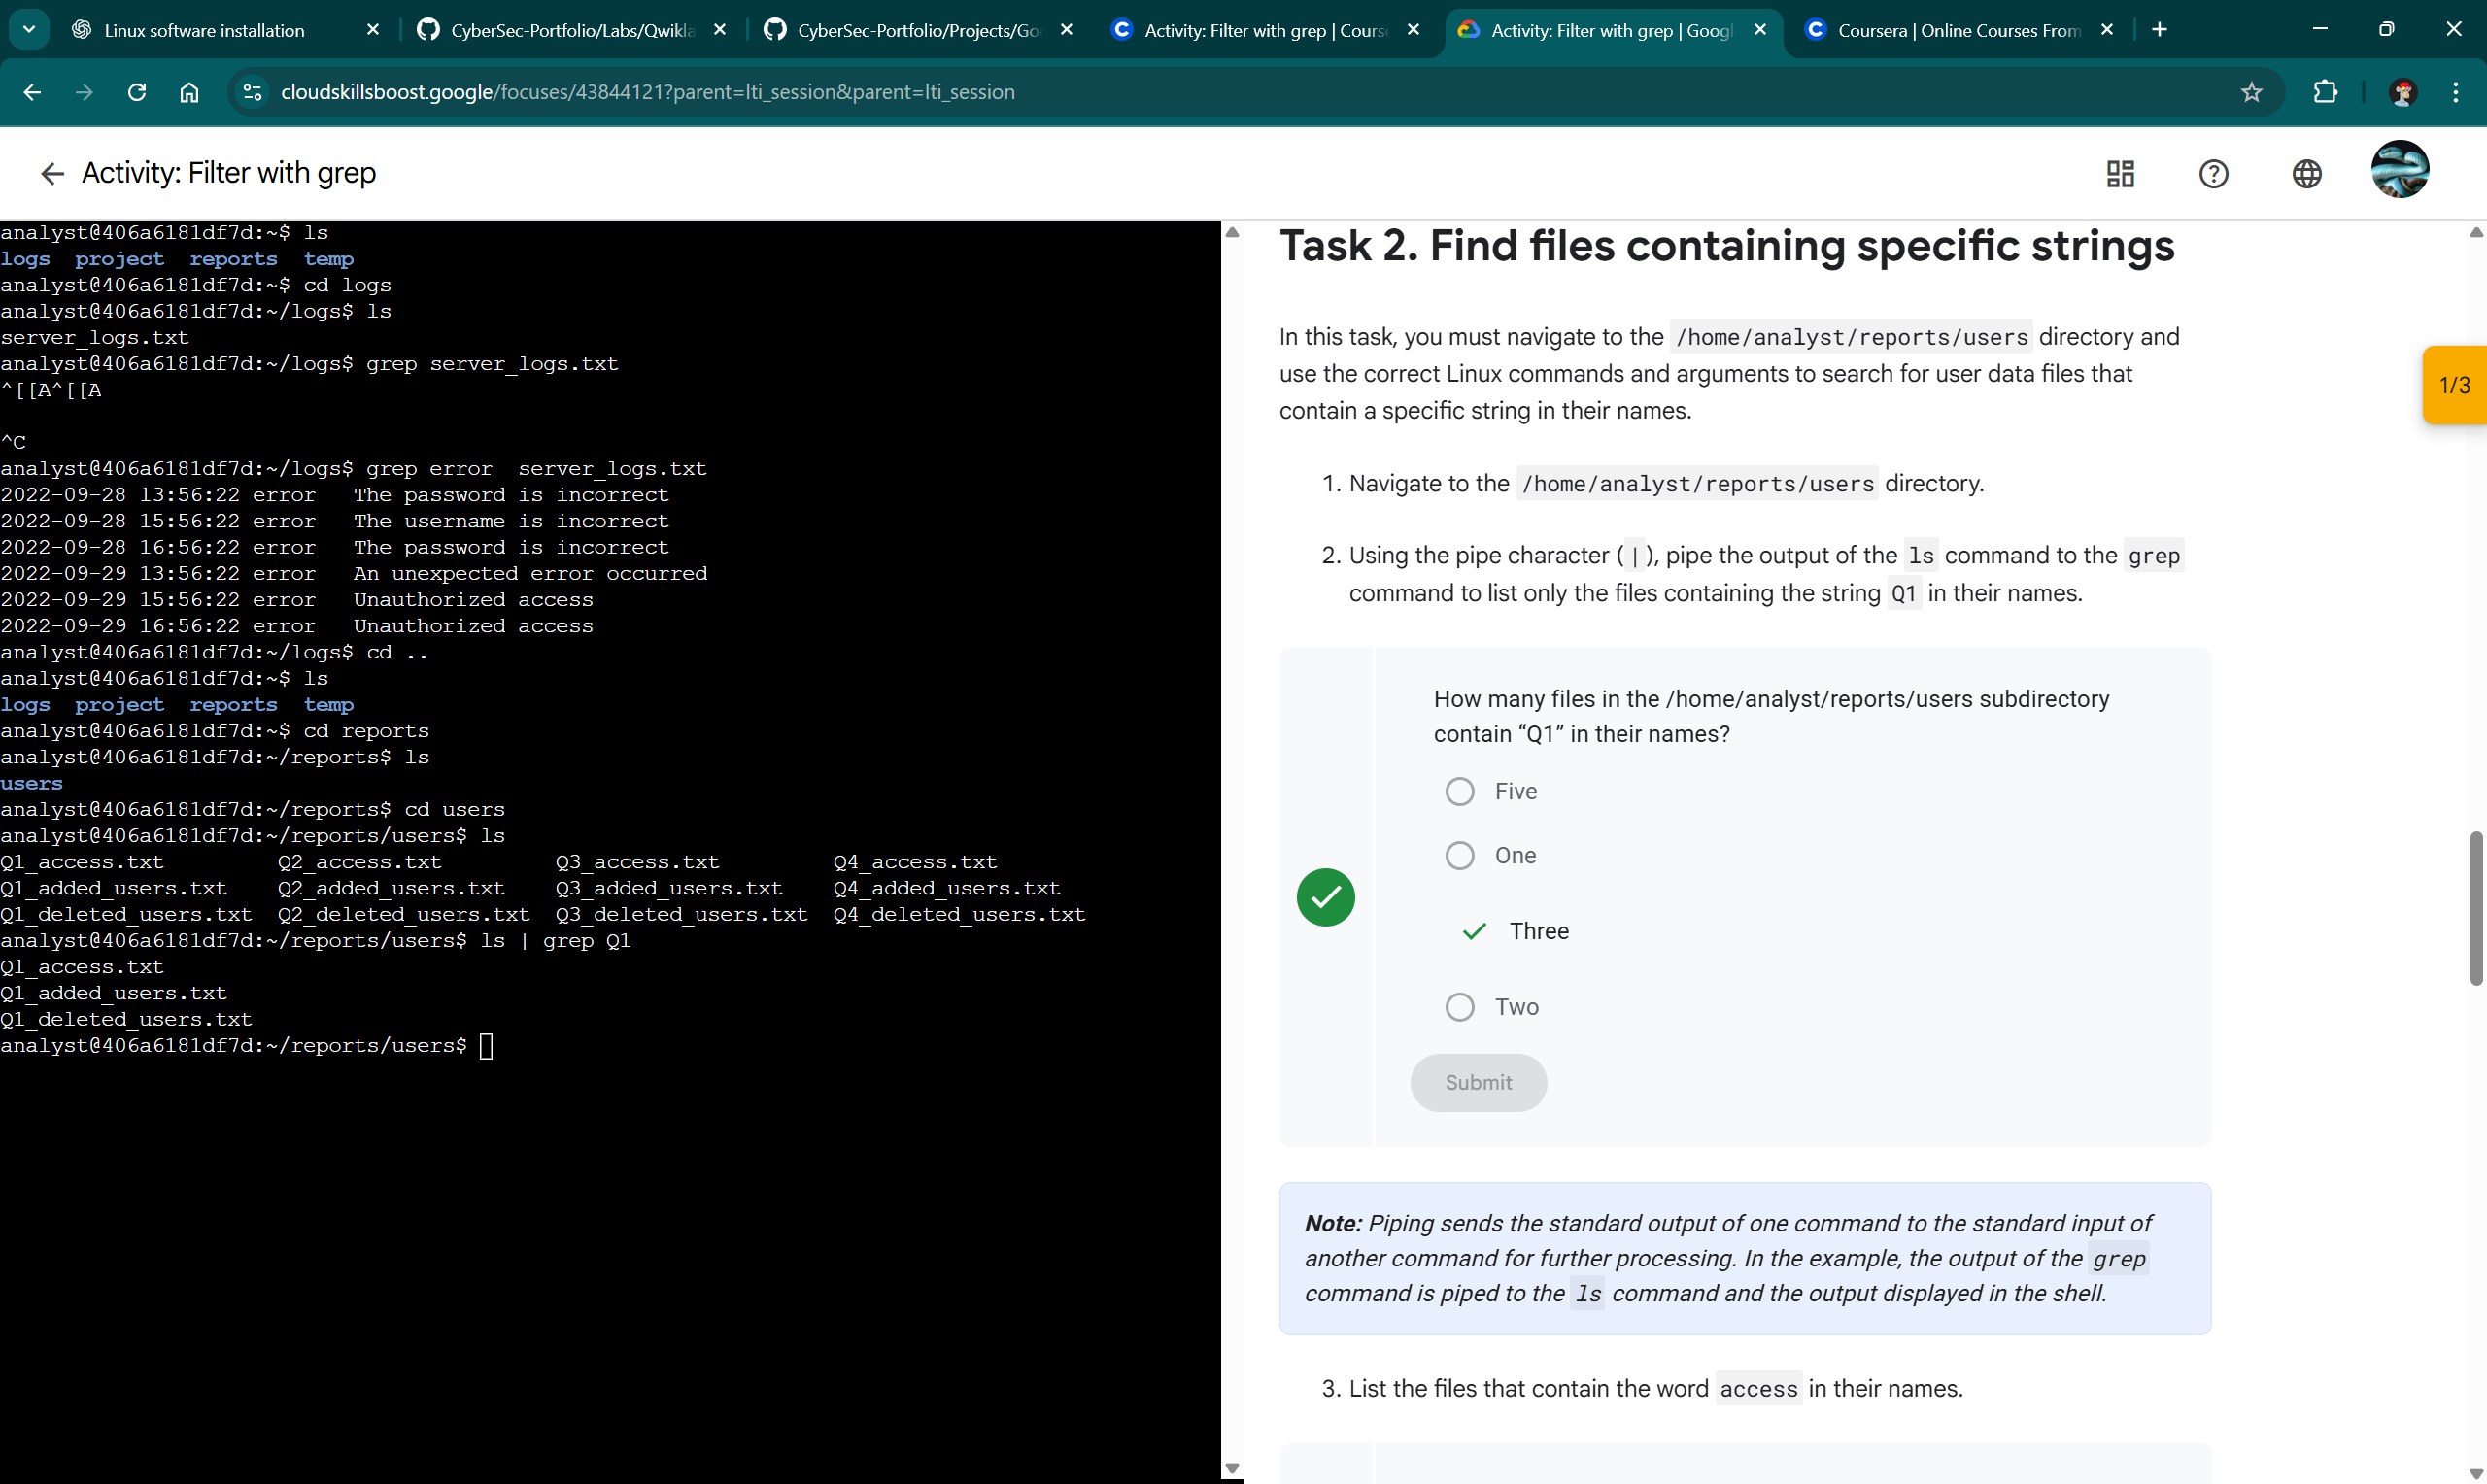 Linux software installation
CyberSec-Portfolio/Labs/Qwikla
CyberSec-Portfolio/Projects/Go
Activity: Filter with grep | Course
Activity: Filter with grep | Googl
Coursera | Online Courses From
cloudskillsboost.google/focuses/43844121?parent=lti_session&parent=lti_session
Activity: Filter with grep
analyst@406a6181df7d:~$ ls
logs  project  reports  temp
analyst@406a6181df7d:~$ cd logs
analyst@406a6181df7d:~/logs$ ls
server_logs.txt
analyst@406a6181df7d:~/logs$ grep server_logs.txt
^[[A^[[A
^C
analyst@406a6181df7d:~/logs$ grep error  server_logs.txt
2022-09-28 13:56:22 error   The password is incorrect
2022-09-28 15:56:22 error   The username is incorrect
2022-09-28 16:56:22 error   The password is incorrect
2022-09-29 13:56:22 error   An unexpected error occurred
2022-09-29 15:56:22 error   Unauthorized access
2022-09-29 16:56:22 error   Unauthorized access
analyst@406a6181df7d:~/logs$ cd ..
analyst@406a6181df7d:~$ ls
logs  project  reports  temp
analyst@406a6181df7d:~$ cd reports
analyst@406a6181df7d:~/reports$ ls
users
analyst@406a6181df7d:~/reports$ cd users
analyst@406a6181df7d:~/reports/users$ ls
Q1_access.txt         Q2_access.txt         Q3_access.txt         Q4_access.txt
Q1_added_users.txt    Q2_added_users.txt    Q3_added_users.txt    Q4_added_users.txt
Q1_deleted_users.txt  Q2_deleted_users.txt  Q3_deleted_users.txt  Q4_deleted_users.txt
analyst@406a6181df7d:~/reports/users$ ls | grep Q1
Q1_access.txt
Q1_added_users.txt
Q1_deleted_users.txt
analyst@406a6181df7d:~/reports/users$
Task 2. Find files containing specific strings
In this task, you must navigate to the /home/analyst/reports/users directory and
use the correct Linux commands and arguments to search for user data files that
contain a specific string in their names.
1/3
1. Navigate to the /home/analyst/reports/users directory.
2. Using the pipe character ( | ), pipe the output of the ls command to the grep
command to list only the files containing the string Q1 in their names.
How many files in the /home/analyst/reports/users subdirectory
contain “Q1” in their names?
Five
One
Three
Two
Submit
Note: Piping sends the standard output of one command to the standard input of
another command for further processing. In the example, the output of the grep
command is piped to the ls command and the output displayed in the shell.
3. List the files that contain the word access in their names.